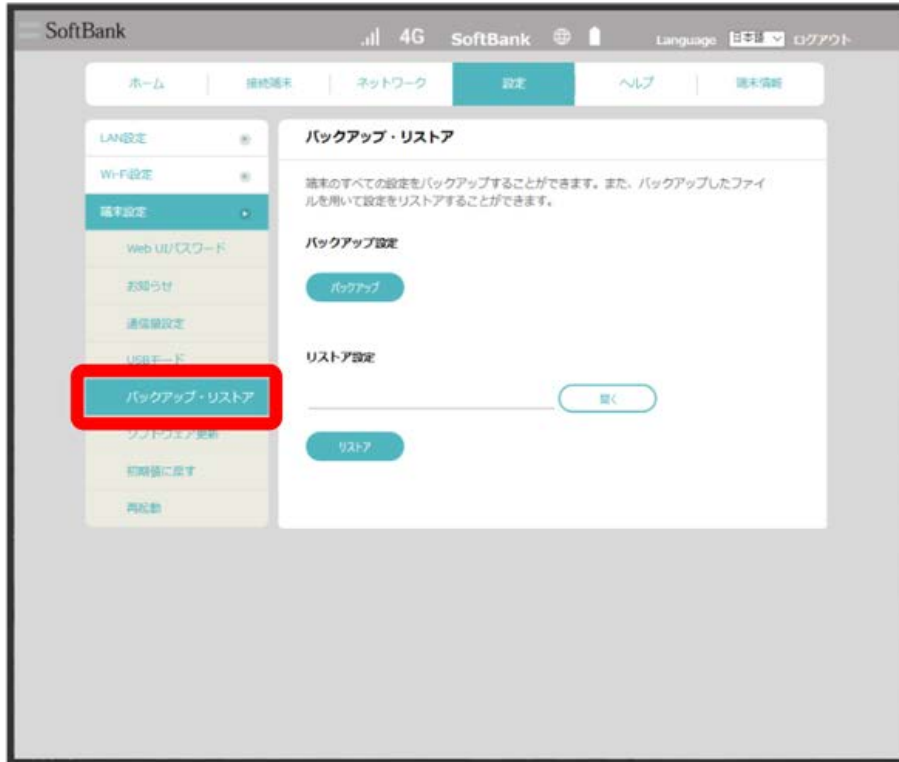 SoftBank
4G SoftBank Language 日本語 ログアウト
ホーム 接続端末 ネットワーク 設定 ヘルプ 端末情報
LAN設定
Wi-Fi設定
端末設定
Web UIパスワード
お知らせ
通信量設定
USBモード
バックアップ・リストア
ソフトウェア更新
初期値に戻す
再起動
バックアップ・リストア
端末のすべての設定をバックアップすることができます。また、バックアップしたファイ
ルを用いて設定をリストアすることができます。
バックアップ設定
バックアップ
リストア設定
開く
リストア